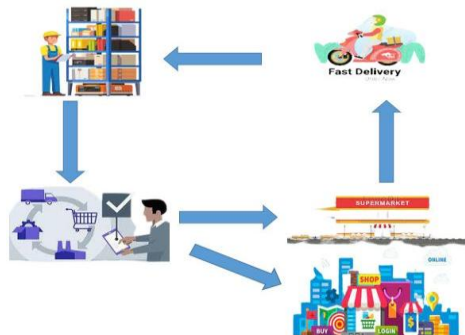 Fast Delivery
SUPERMARKET
ONLINE
SHOP
BUY
LOGIN